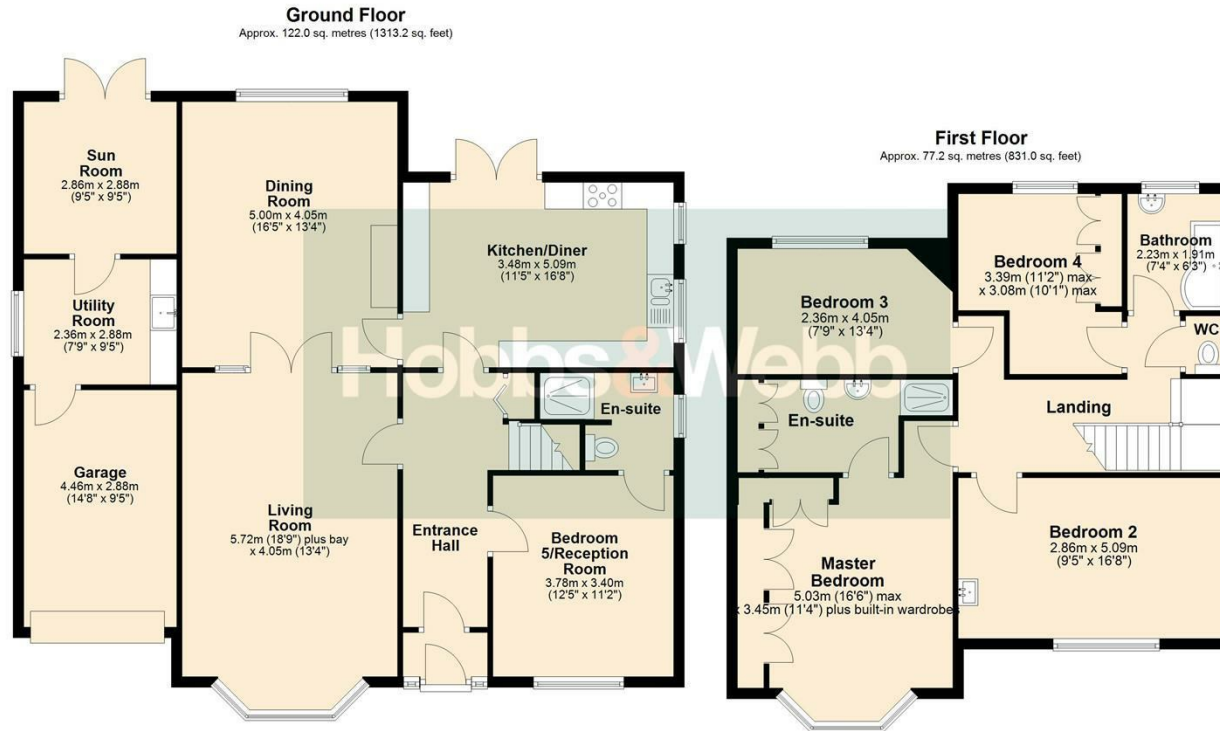 Ground Floor
Approx. 122.0 sq. metres (1313.2 sq. feet)
Sun
Room
2.86m x 2.88m
(9'5" x 9'5")
Dining
Room
5.00m x 4.05m
(16'5" x 13'4")
Kitchen/Diner
3.48m x 5.09m
(11'5" x 16'8")
Utility
Room
2.36m x 2.88m
(7'9" x 9'5")
Garage
4.46m x 2.88m
(14'8" x 9'5")
Living
Room
5.72m (18'9") plus bay
x 4.05m (13'4")
Entrance
Hall
En-suite
Bedroom
5/Reception
Room
3.78m x 3.40m
(12'5" x 11'2")
Hobbs&Webb
First Floor
Approx. 77.2 sq. metres (831.0 sq. feet)
Bedroom 4
3.39m (11'2") max
x 3.08m (10'1") max
Bathroom
2.23m x 1.91m
(7'4" x 6'3")
Bedroom 3
2.36m x 4.05m
(7'9" x 13'4")
WC
En-suite
Landing
Master
Bedroom
5.03m (16'6") max
x 3.45m (11'4") plus built-in wardrobes
Bedroom 2
2.86m x 5.09m
(9'5" x 16'8")